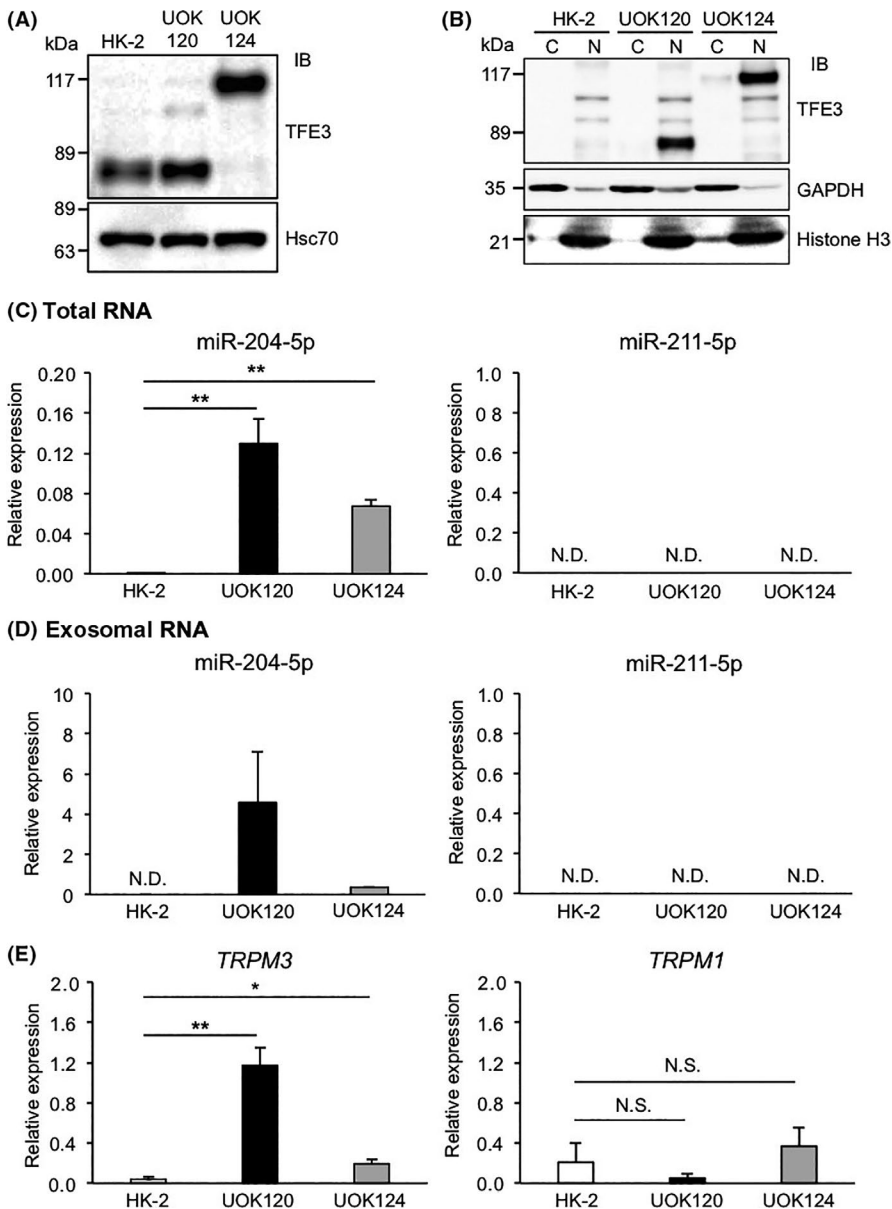 (A)
UOK UOK
kDa HK-2 120 124 IB
117
TFE3
89
89
Hsc70
63
(B)
HK-2 UOK120 UOK124
kDa C N C N C N IB
117
TFE3
89
35 GAPDH
21 Histone H3
(C) Total RNA
miR-204-5p
Relative expression
0.20
0.16
0.12
0.08
0.04
0.00
**
**
HK-2 UOK120 UOK124
miR-211-5p
Relative expression
1.0
0.8
0.6
0.4
0.2
0.0
N.D. N.D. N.D.
HK-2 UOK120 UOK124
(D) Exosomal RNA
miR-204-5p
Relative expression
10
8
6
4
2
0
N.D.
HK-2 UOK120 UOK124
miR-211-5p
Relative expression
1.0
0.8
0.6
0.4
0.2
0.0
N.D. N.D. N.D.
HK-2 UOK120 UOK124
(E)
TRPM3
Relative expression
2.0
1.6
1.2
0.8
0.4
0.0
*
**
HK-2 UOK120 UOK124
TRPM1
Relative expression
2.0
1.6
1.2
0.8
0.4
0.0
N.S.
N.S.
HK-2 UOK120 UOK124